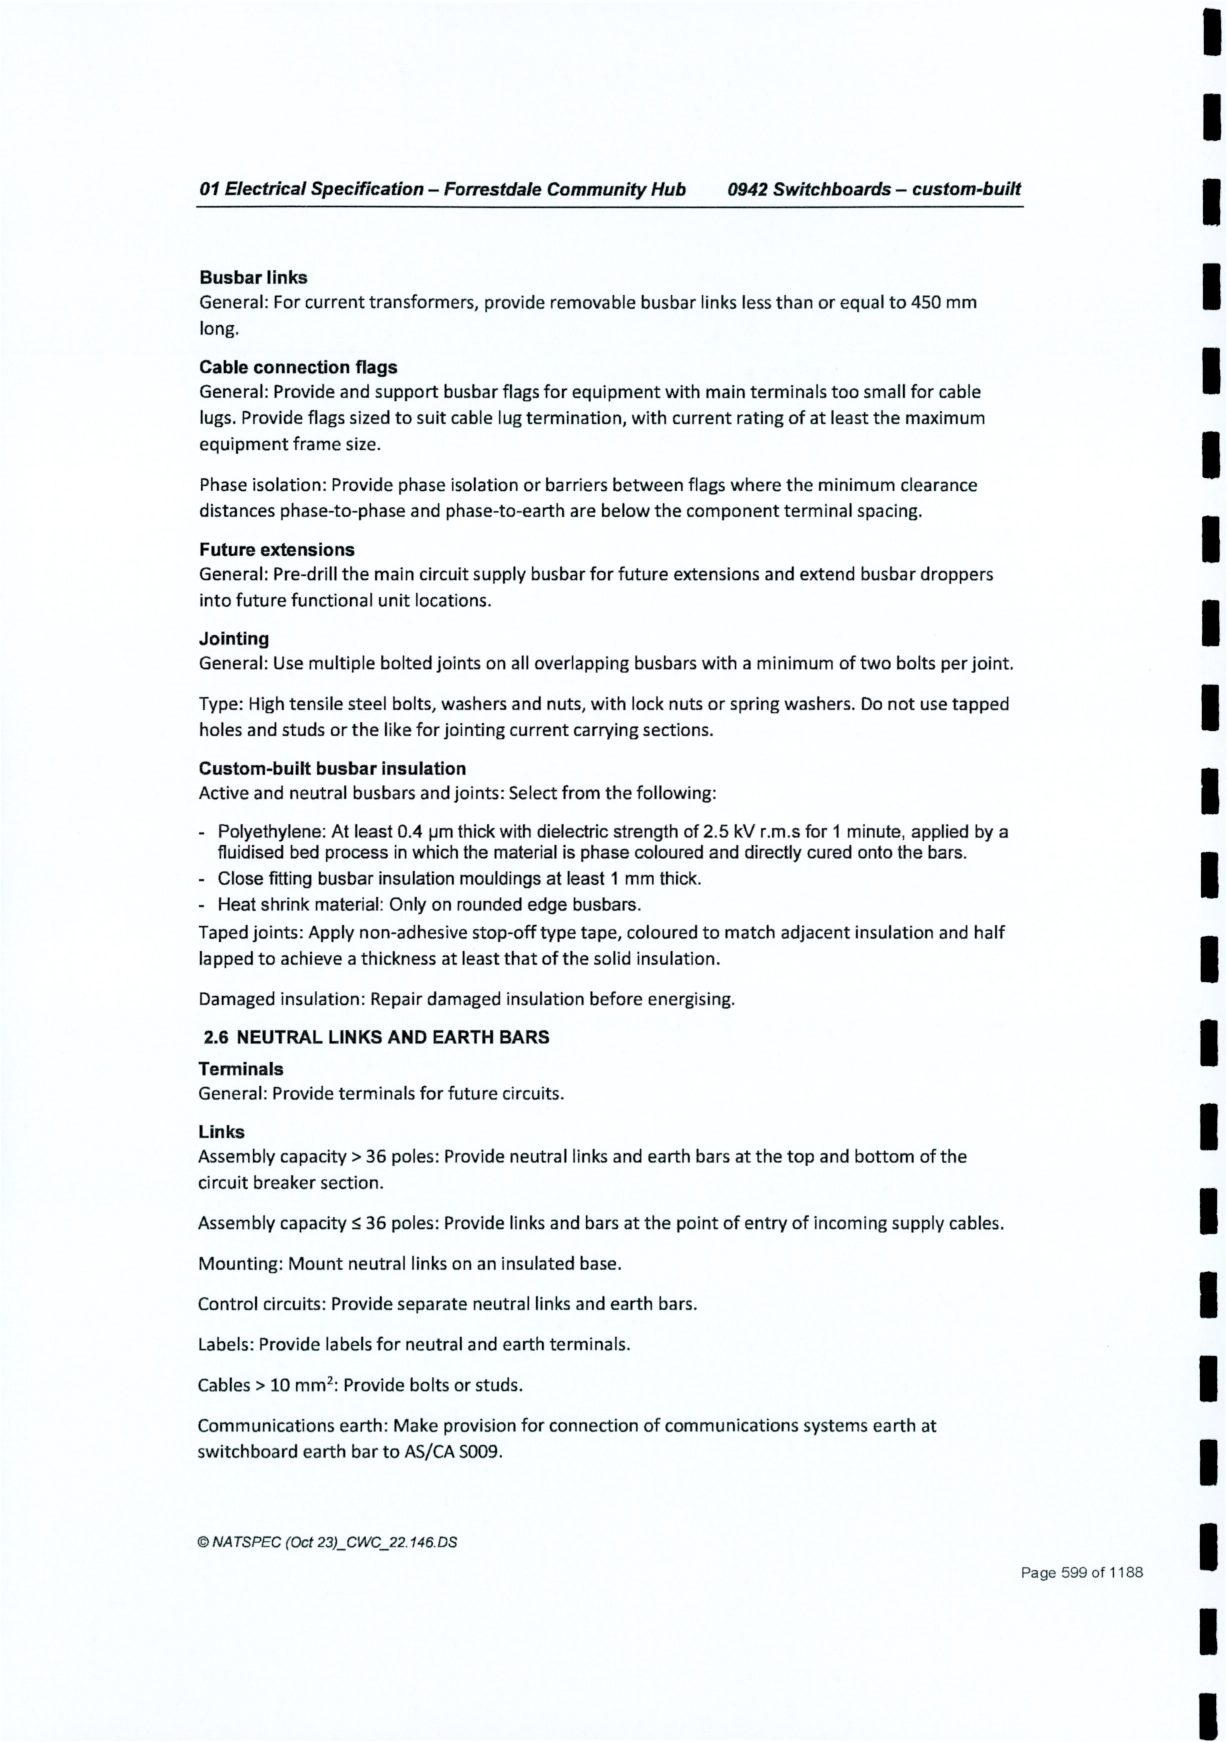 01 Electrical Specification – Forrestdale Community Hub 0942 Switchboards – custom-built
Busbar links
General: For current transformers, provide removable busbar links less than or equal to 450 mm
long.
Cable connection flags
General: Provide and support busbar flags for equipment with main terminals too small for cable
lugs. Provide flags sized to suit cable lug termination, with current rating of at least the maximum
equipment frame size.
Phase isolation: Provide phase isolation or barriers between flags where the minimum clearance
distances phase-to-phase and phase-to-earth are below the component terminal spacing.
Future extensions
General: Pre-drill the main circuit supply busbar for future extensions and extend busbar droppers
into future functional unit locations.
Jointing
General: Use multiple bolted joints on all overlapping busbars with a minimum of two bolts per joint.
Type: High tensile steel bolts, washers and nuts, with lock nuts or spring washers. Do not use tapped
holes and studs or the like for jointing current carrying sections.
Custom-built busbar insulation
Active and neutral busbars and joints: Select from the following:
- Polyethylene: At least 0.4 µm thick with dielectric strength of 2.5 kV r.m.s for 1 minute, applied by a
fluidised bed process in which the material is phase coloured and directly cured onto the bars.
- Close fitting busbar insulation mouldings at least 1 mm thick.
- Heat shrink material: Only on rounded edge busbars.
Taped joints: Apply non-adhesive stop-off type tape, coloured to match adjacent insulation and half
lapped to achieve a thickness at least that of the solid insulation.
Damaged insulation: Repair damaged insulation before energising.
2.6 NEUTRAL LINKS AND EARTH BARS
Terminals
General: Provide terminals for future circuits.
Links
Assembly capacity > 36 poles: Provide neutral links and earth bars at the top and bottom of the
circuit breaker section.
Assembly capacity ≤ 36 poles: Provide links and bars at the point of entry of incoming supply cables.
Mounting: Mount neutral links on an insulated base.
Control circuits: Provide separate neutral links and earth bars.
Labels: Provide labels for neutral and earth terminals.
Cables > 10 mm²: Provide bolts or studs.
Communications earth: Make provision for connection of communications systems earth at
switchboard earth bar to AS/CA S009.
© NATSPEC (Oct 23)_CWC_22.146.DS
Page 599 of 1188